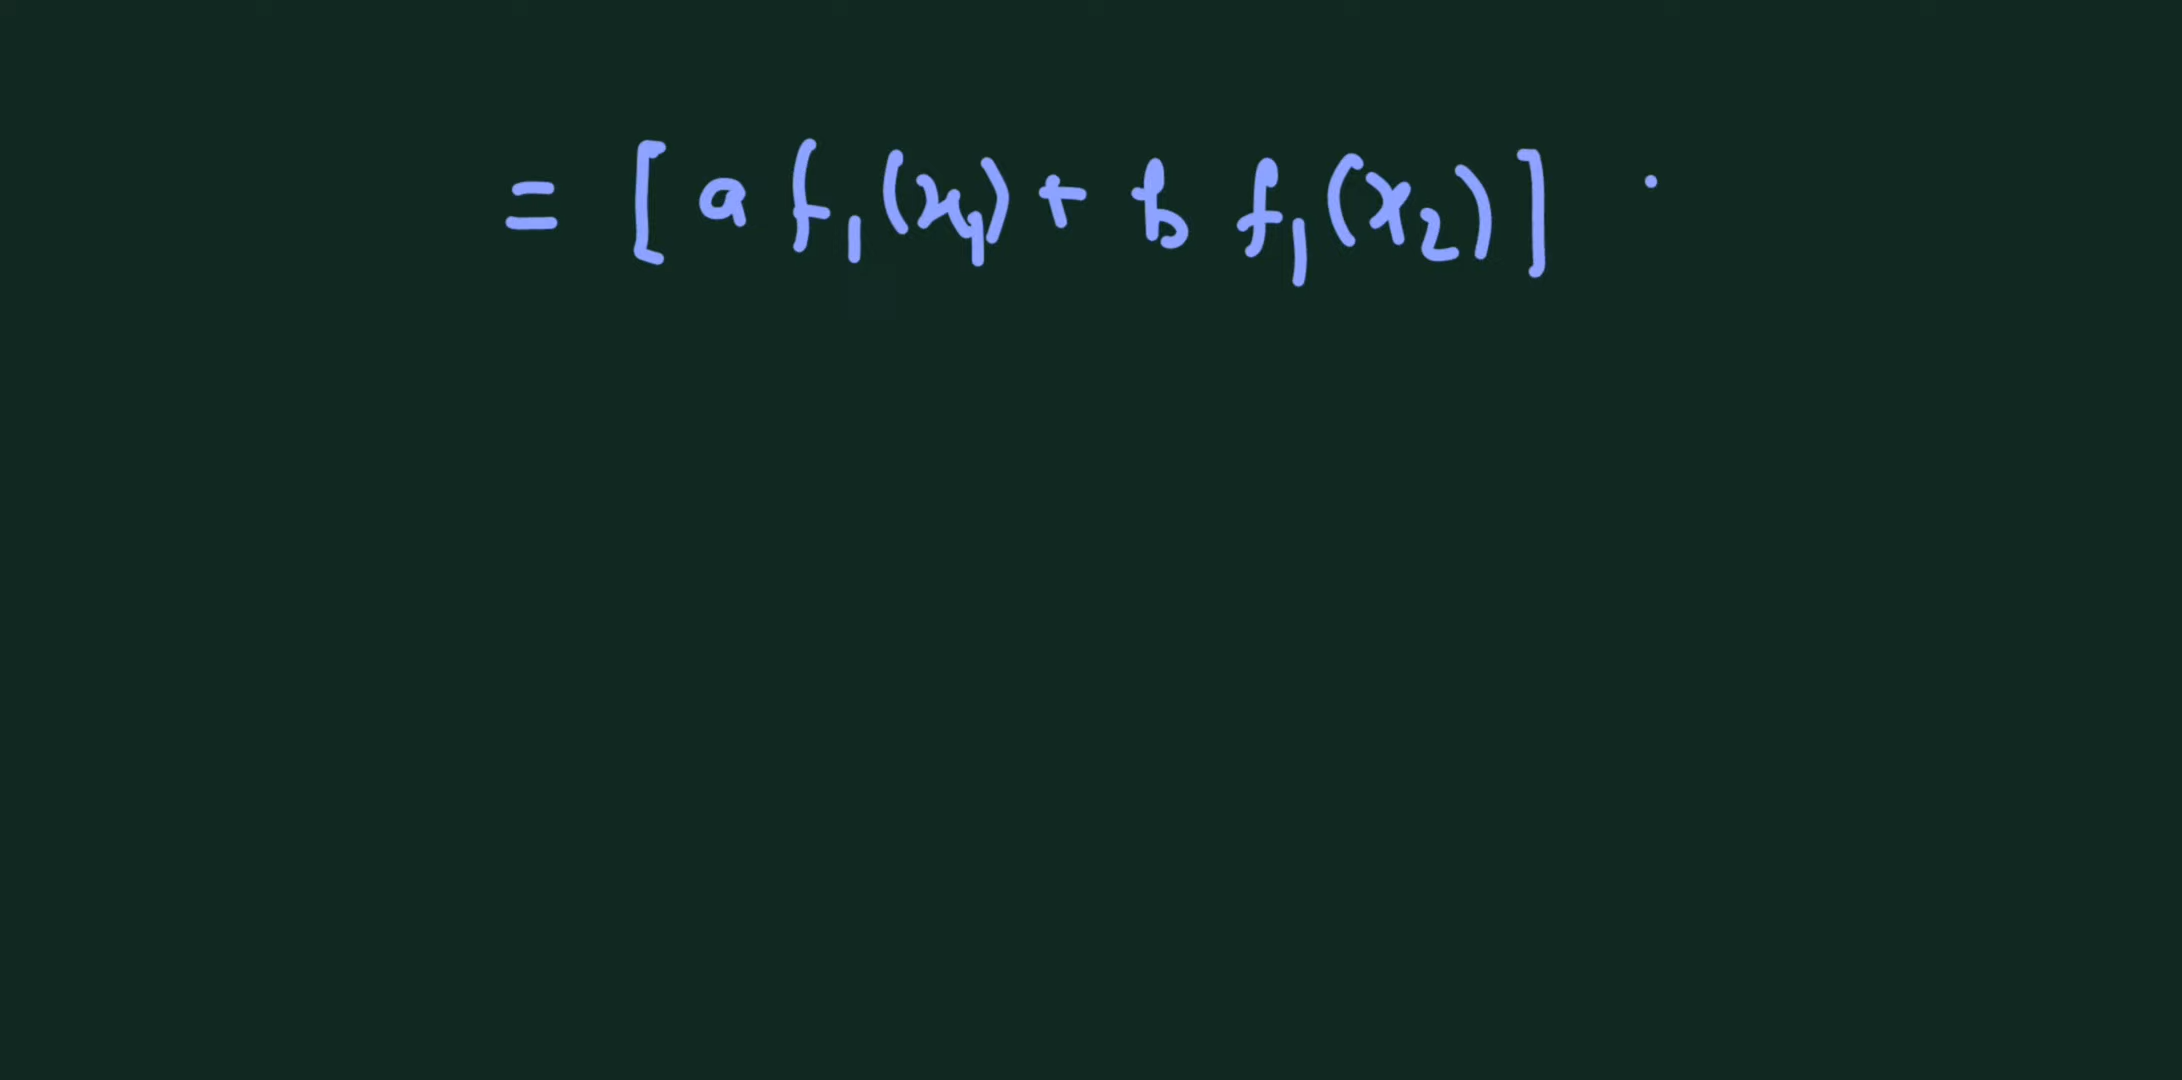 = [a f₁(x₁) + b f₁(x₂)] ·